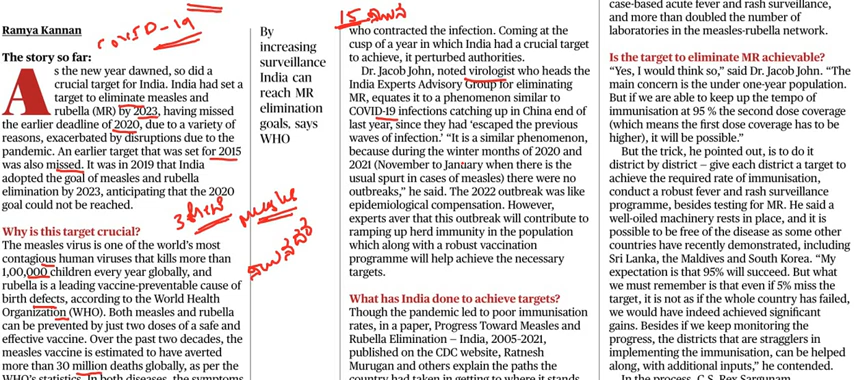 Ramya Kannan
COVID-19
The story so far:
As the new year dawned, so did a
crucial target for India. India had set a
target to eliminate measles and
rubella (MR) by 2023, having missed
the earlier deadline of 2020, due to a variety of
reasons, exacerbated by disruptions due to the
pandemic. An earlier target that was set for 2015
was also missed. It was in 2019 that India
adopted the goal of measles and rubella
elimination by 2023, anticipating that the 2020
goal could not be reached.
Why is this target crucial?
The measles virus is one of the world's most
contagious human viruses that kills more than
1,00,000 children every year globally, and
rubella is a leading vaccine-preventable cause of
birth defects, according to the World Health
Organization (WHO). Both measles and rubella
can be prevented by just two doses of a safe and
effective vaccine. Over the past two decades, the
measles vaccine is estimated to have averted
more than 30 million deaths globally, as per the
WHO's statistics. In both diseases, the symptoms
By
increasing
surveillance
India can
reach MR
elimination
goals, says
WHO
measles
15
who contracted the infection. Coming at the
cusp of a year in which India had a crucial target
to achieve, it perturbed authorities.
Dr. Jacob John, noted virologist who heads the
India Experts Advisory Group for eliminating
MR, equates it to a phenomenon similar to
COVID19 infections catching up in China end of
last year, since they had 'escaped the previous
waves of infection.' "It is a similar phenomenon,
because during the winter months of 2020 and
2021 (November to January when there is the
usual spurt in cases of measles) there were no
outbreaks," he said. The 2022 outbreak was like
epidemiological compensation. However,
experts aver that this outbreak will contribute to
ramping up herd immunity in the population
which along with a robust vaccination
programme will help achieve the necessary
targets.
What has India done to achieve targets?
Though the pandemic led to poor immunisation
rates, in a paper, Progress Toward Measles and
Rubella Elimination – India, 2005-2021,
published on the CDC website, Ratnesh
Murugan and others explain the paths the
country had taken in getting to where it stands
case-based acute fever and rash surveillance,
and more than doubled the number of
laboratories in the measles-rubella network.
Is the target to eliminate MR achievable?
"Yes, I would think so," said Dr. Jacob John. "The
main concern is the under one-year population.
But if we are able to keep up the tempo of
immunisation at 95 % the second dose coverage
(which means the first dose coverage has to be
higher), it will be possible."
But the trick, he pointed out, is to do it
district by district – give each district a target to
achieve the required rate of immunisation,
conduct a robust fever and rash surveillance
programme, besides testing for MR. He said a
well-oiled machinery rests in place, and it is
possible to be free of the disease as some other
countries have recently demonstrated, including
Sri Lanka, the Maldives and South Korea. "My
expectation is that 95% will succeed. But what
we must remember is that even if 5% miss the
target, it is not as if the whole country has failed,
we would have indeed achieved significant
gains. Besides if we keep monitoring the
progress, the districts that are stragglers in
implementing the immunisation, can be helped
along, with additional inputs," he contended.
In the process, C.S. Rex Sargunam,